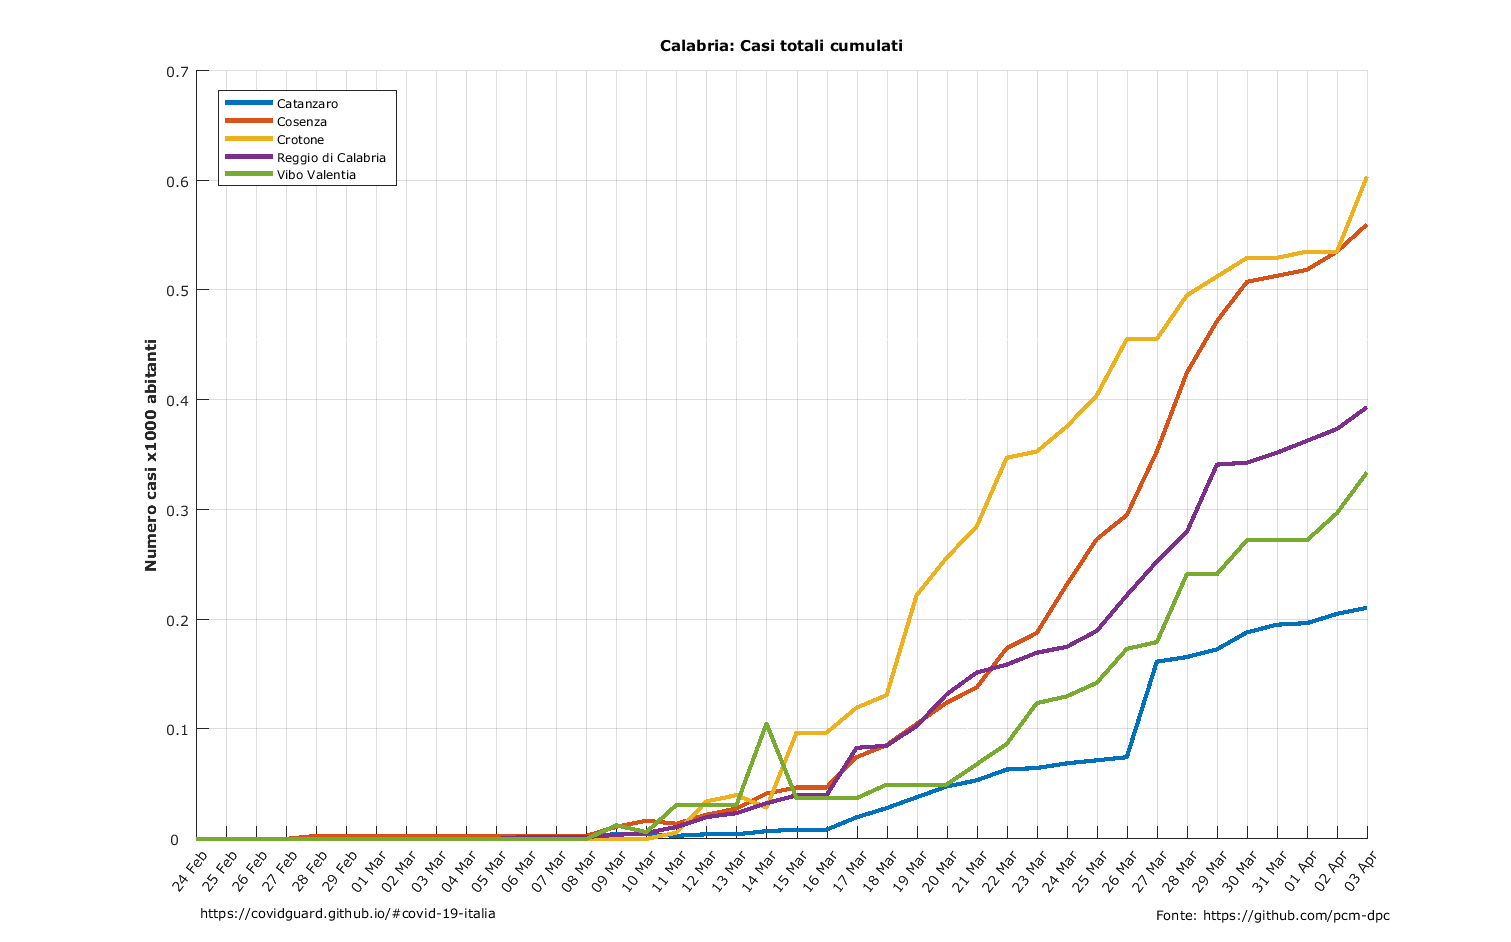 Calabria: Casi totali cumulati
Numero casi x1000 abitanti
0.7
0.6
0.5
0.4
0.3
0.2
0.1
0
Catanzaro
Cosenza
Crotone
Reggio di Calabria
Vibo Valentia
24 Feb
25 Feb
26 Feb
27 Feb
28 Feb
29 Feb
01 Mar
02 Mar
03 Mar
04 Mar
05 Mar
06 Mar
07 Mar
08 Mar
09 Mar
10 Mar
11 Mar
12 Mar
13 Mar
14 Mar
15 Mar
16 Mar
17 Mar
18 Mar
19 Mar
20 Mar
21 Mar
22 Mar
23 Mar
24 Mar
25 Mar
26 Mar
27 Mar
28 Mar
29 Mar
30 Mar
31 Mar
01 Apr
02 Apr
03 Apr
https://covidguard.github.io/#covid-19-italia
Fonte: https://github.com/pcm-dpc